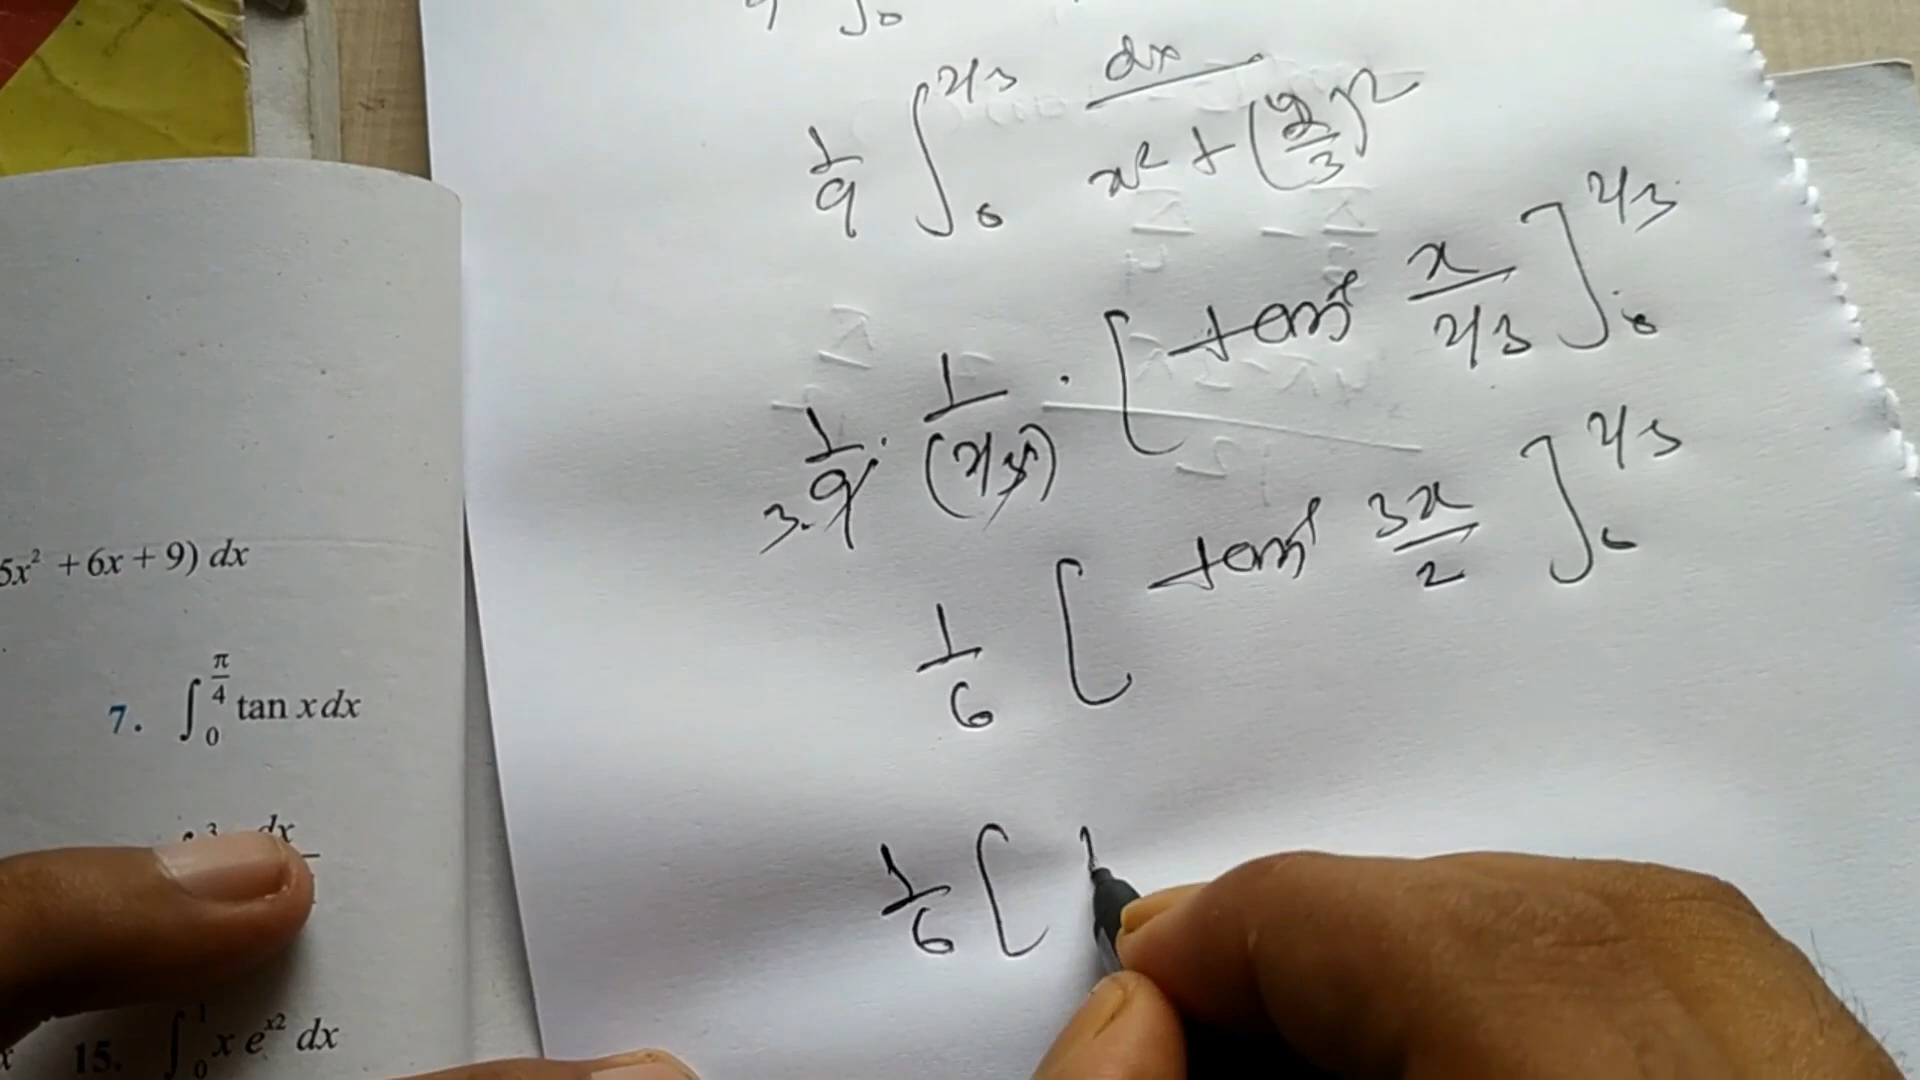 5x² + 6x + 9) dx
7. ∫₀^(π/4) tan x dx
dx
15. ∫₀¹ x e^(x²) dx
1/9 ∫₀^(2/3) dx / (x² + (2/3)²)
1/9 · 1/(2/3) · [tan⁻¹ x/(2/3)]₀^(2/3)
3.
1/6 [tan⁻¹ 3x/2]₀^(2/3)
1/6 [